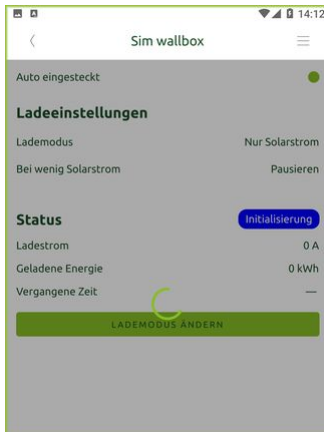 14:12
Sim wallbox
Auto eingesteckt
Ladeeinstellungen
Lademodus Nur Solarstrom
Bei wenig Solarstrom Pausieren
Status Initialisierung
Ladestrom 0 A
Geladene Energie 0 kWh
Vergangene Zeit —
LADEMODUS ÄNDERN